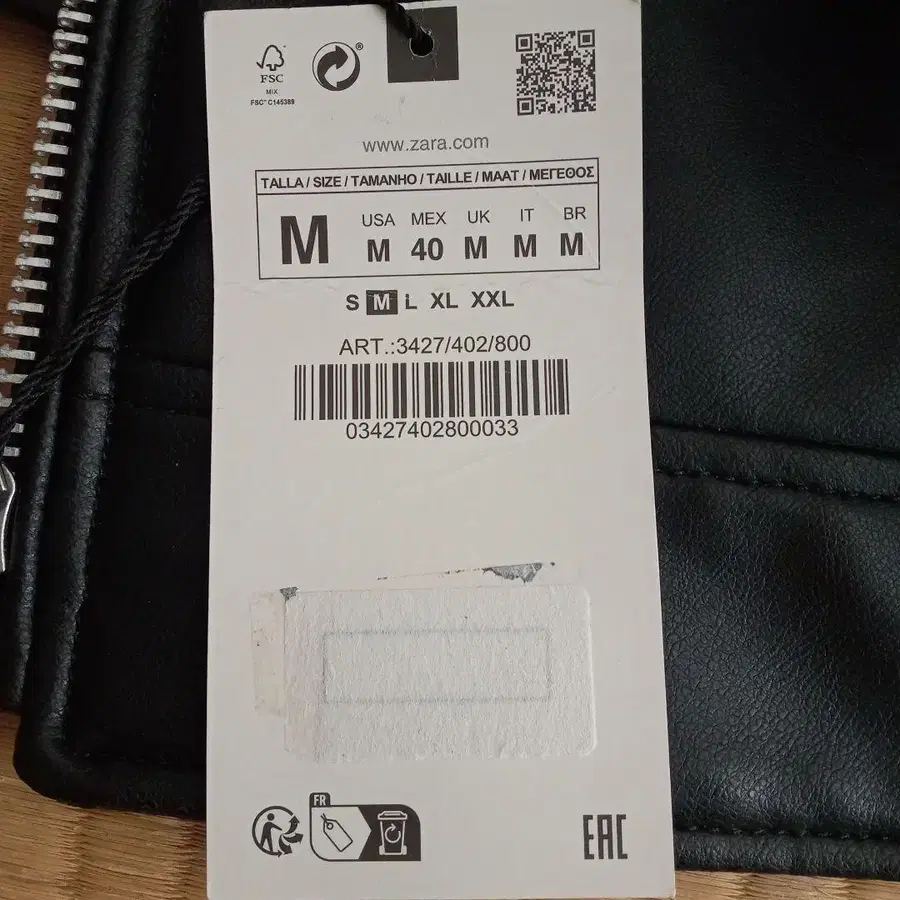 FSC
MIX
FSC® C145389
®
www.zara.com
TALLA / SIZE / TAMANHO / TAILLE / MAAT / ΜΕΓΕΘΟΣ
M
USA MEX UK IT BR
M 40 M M M
S M L XL XXL
ART.:3427/402/800
03427402800033
FR
EAC